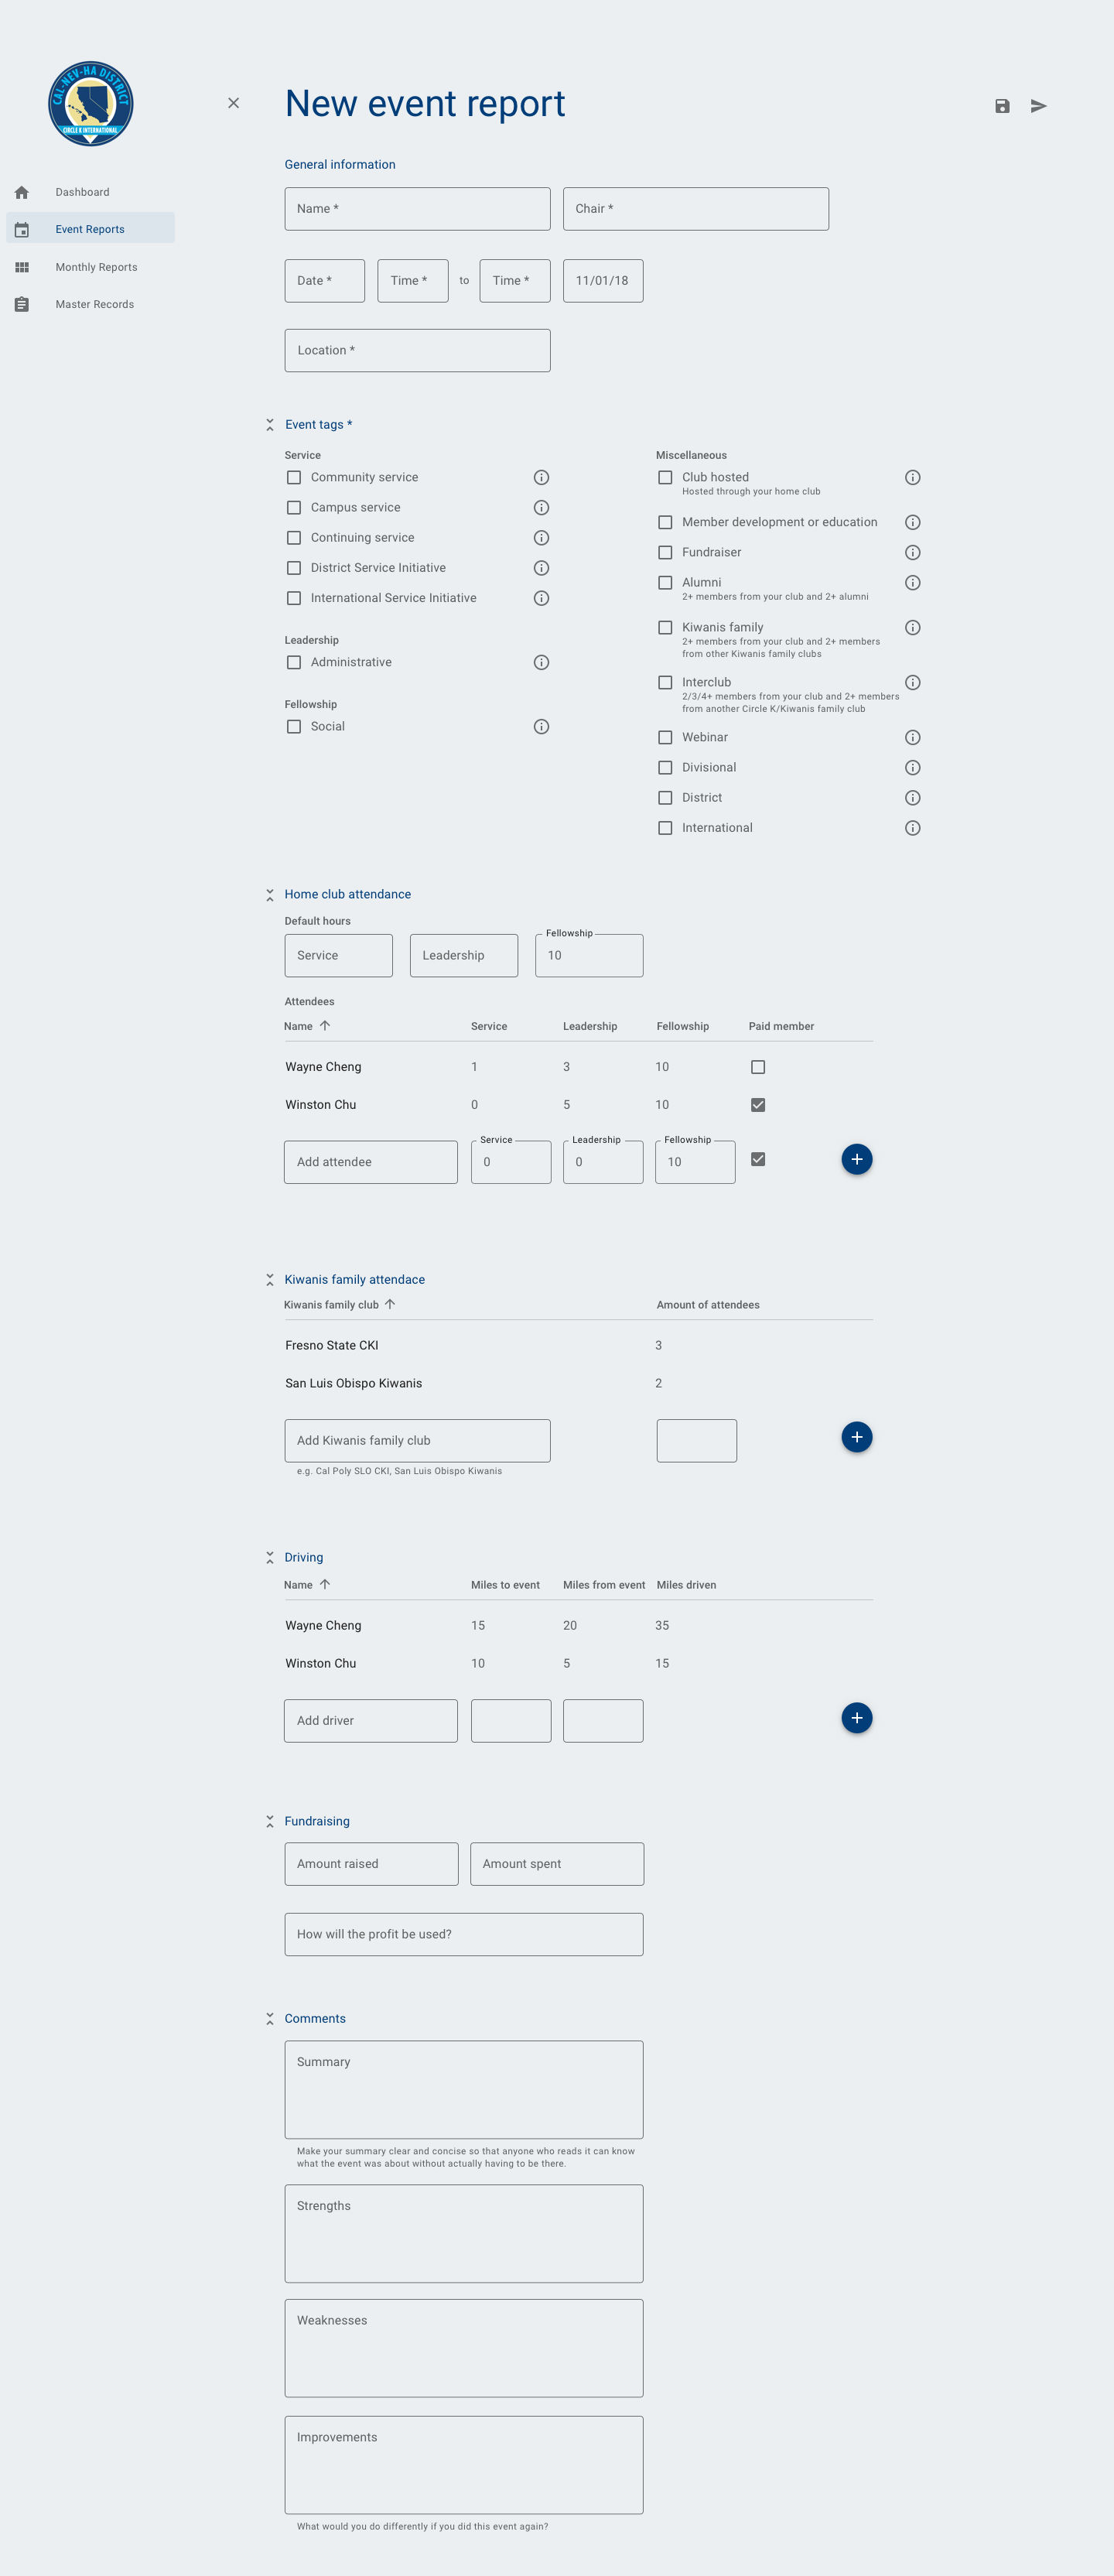 CAL-NEV-HA DISTRICT
CIRCLE K INTERNATIONAL
Dashboard
Event Reports
Monthly Reports
Master Records
New event report
General information
Name *
Chair *
Date *
Time *
to
Time *
11/01/18
Location *
Event tags *
Service
Community service
Campus service
Continuing service
District Service Initiative
International Service Initiative
Leadership
Administrative
Fellowship
Social
Miscellaneous
Club hosted
Hosted through your home club
Member development or education
Fundraiser
Alumni
2+ members from your club and 2+ alumni
Kiwanis family
2+ members from your club and 2+ members
from other Kiwanis family clubs
Interclub
2/3/4+ members from your club and 2+ members
from another Circle K/Kiwanis family club
Webinar
Divisional
District
International
Home club attendance
Default hours
Service
Leadership
Fellowship
10
Attendees
Name Service Leadership Fellowship Paid member
Wayne Cheng 1 3 10
Winston Chu 0 5 10
Service Leadership Fellowship
Add attendee 0 0 10
Kiwanis family attendace
Kiwanis family club Amount of attendees
Fresno State CKI 3
San Luis Obispo Kiwanis 2
Add Kiwanis family club
e.g. Cal Poly SLO CKI, San Luis Obispo Kiwanis
Driving
Name Miles to event Miles from event Miles driven
Wayne Cheng 15 20 35
Winston Chu 10 5 15
Add driver
Fundraising
Amount raised
Amount spent
How will the profit be used?
Comments
Summary
Make your summary clear and concise so that anyone who reads it can know
what the event was about without actually having to be there.
Strengths
Weaknesses
Improvements
What would you do differently if you did this event again?